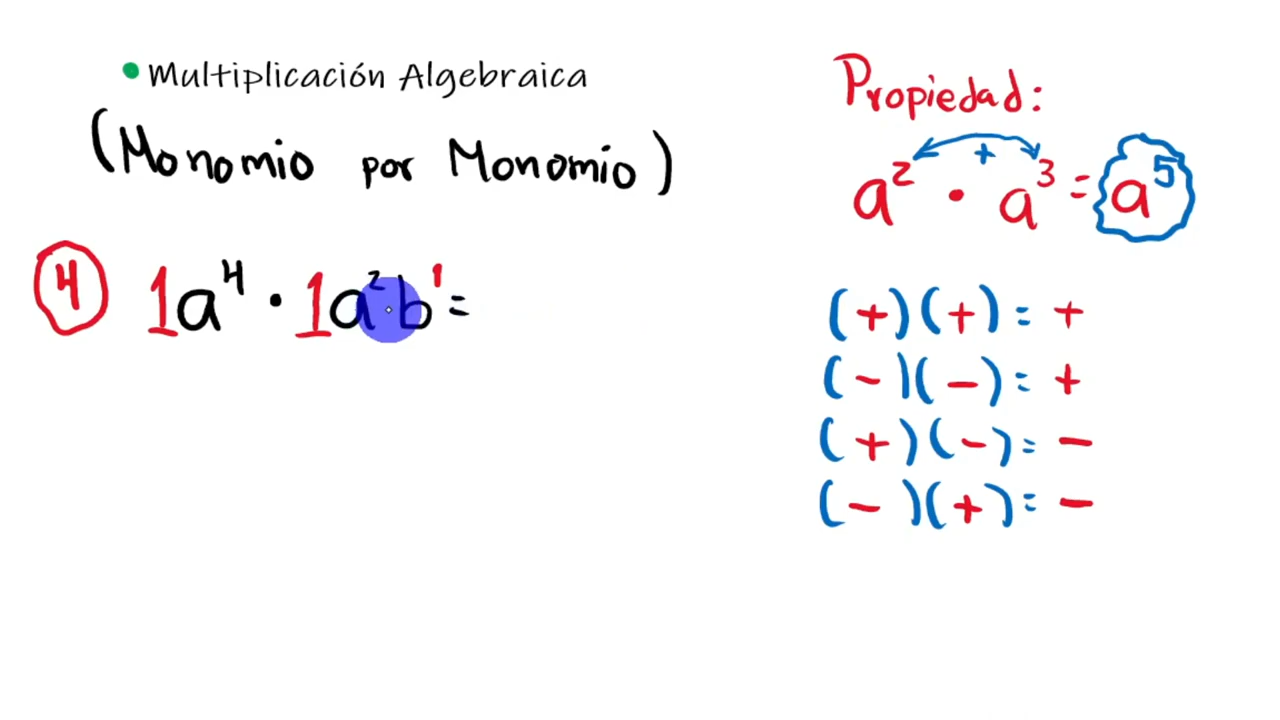 • Multiplicación Algebraica
(Monomio por Monomio)
④ 1a⁴ · 1a²b¹ =
Propiedad:
+
a² · a³ = a⁵
(+)(+) = +
(-)(-) = +
(+)(-) = -
(-)(+) = -